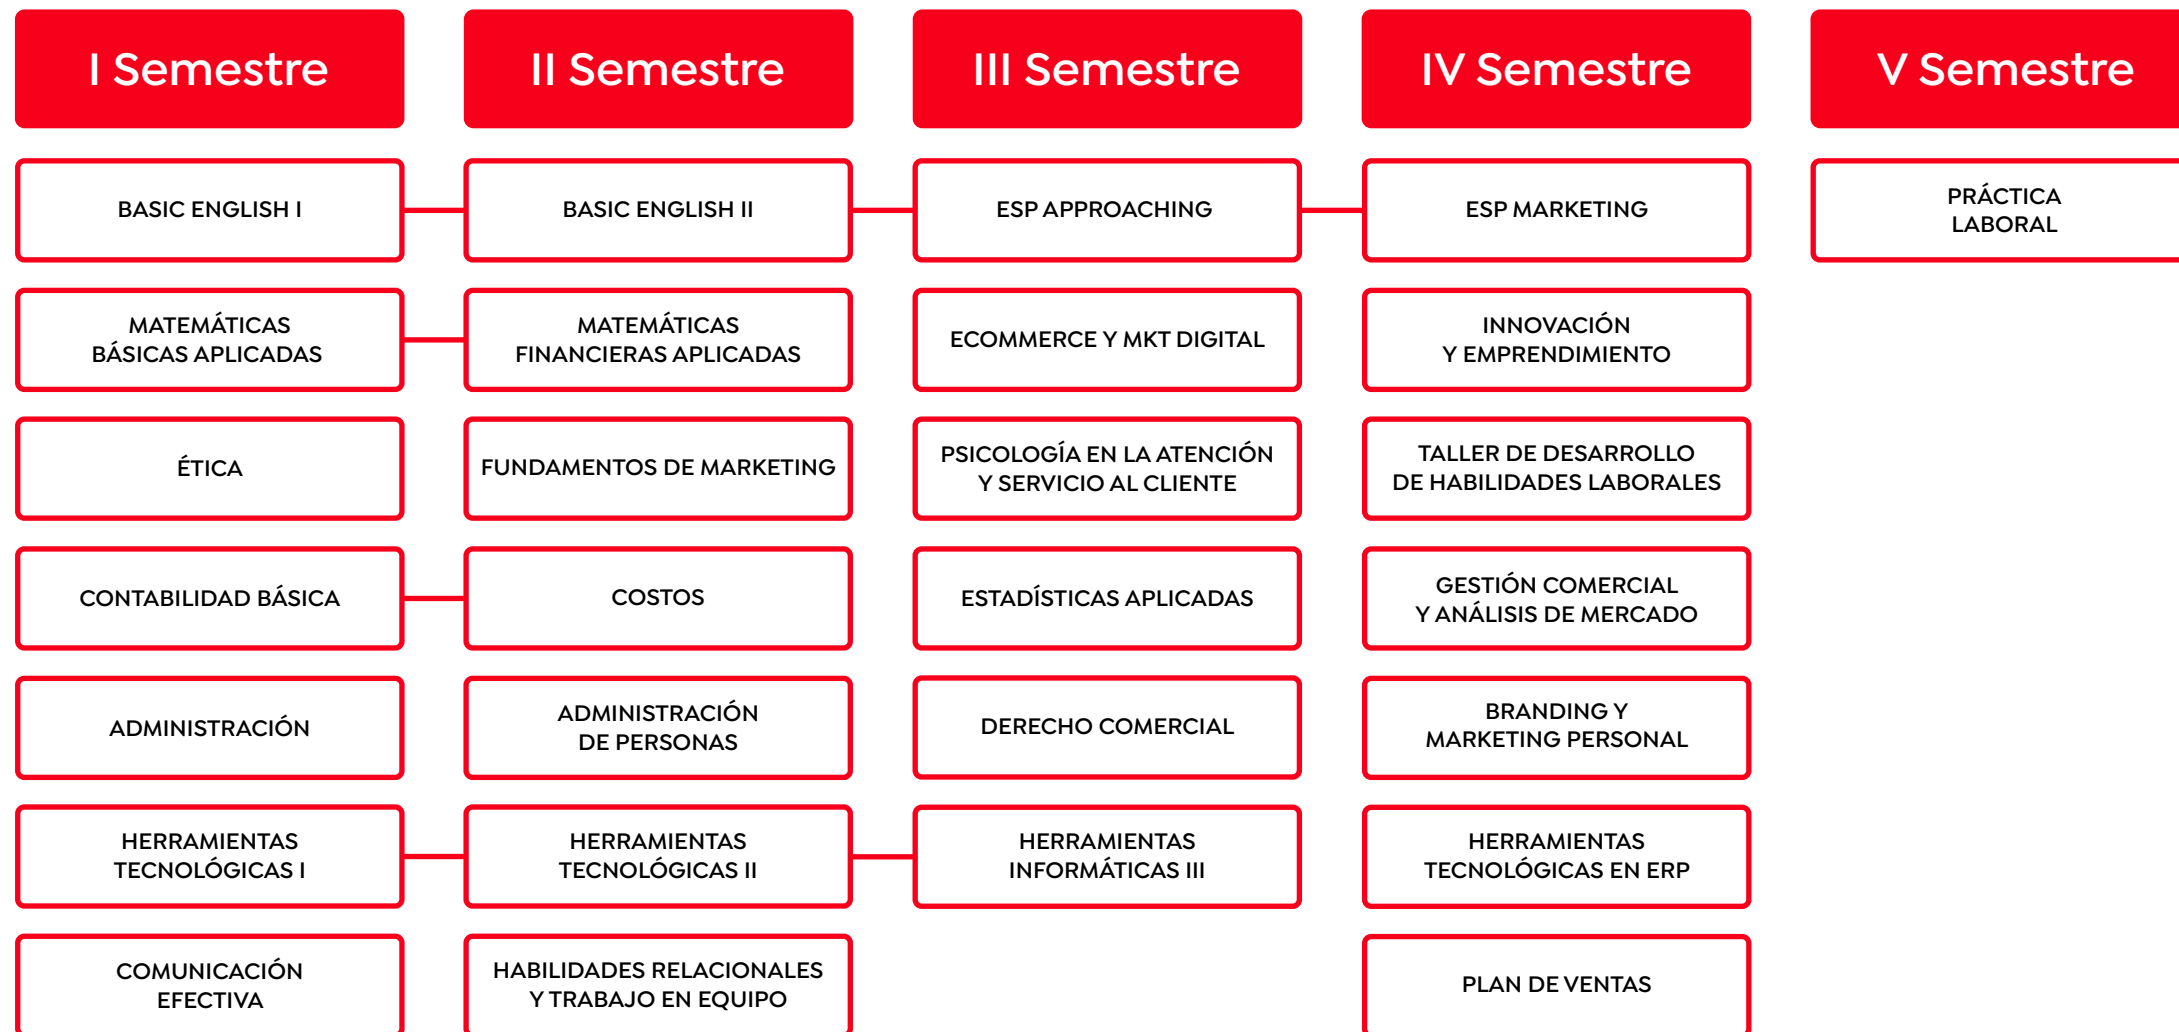 I Semestre
II Semestre
III Semestre
IV Semestre
V Semestre
BASIC ENGLISH I
BASIC ENGLISH II
ESP APPROACHING
ESP MARKETING
PRÁCTICA
LABORAL
MATEMÁTICAS
BÁSICAS APLICADAS
MATEMÁTICAS
FINANCIERAS APLICADAS
ECOMMERCE Y MKT DIGITAL
INNOVACIÓN
Y EMPRENDIMIENTO
ÉTICA
FUNDAMENTOS DE MARKETING
PSICOLOGÍA EN LA ATENCIÓN
Y SERVICIO AL CLIENTE
TALLER DE DESARROLLO
DE HABILIDADES LABORALES
CONTABILIDAD BÁSICA
COSTOS
ESTADÍSTICAS APLICADAS
GESTIÓN COMERCIAL
Y ANÁLISIS DE MERCADO
ADMINISTRACIÓN
ADMINISTRACIÓN
DE PERSONAS
DERECHO COMERCIAL
BRANDING Y
MARKETING PERSONAL
HERRAMIENTAS
TECNOLÓGICAS I
HERRAMIENTAS
TECNOLÓGICAS II
HERRAMIENTAS
INFORMÁTICAS III
HERRAMIENTAS
TECNOLÓGICAS EN ERP
COMUNICACIÓN
EFECTIVA
HABILIDADES RELACIONALES
Y TRABAJO EN EQUIPO
PLAN DE VENTAS